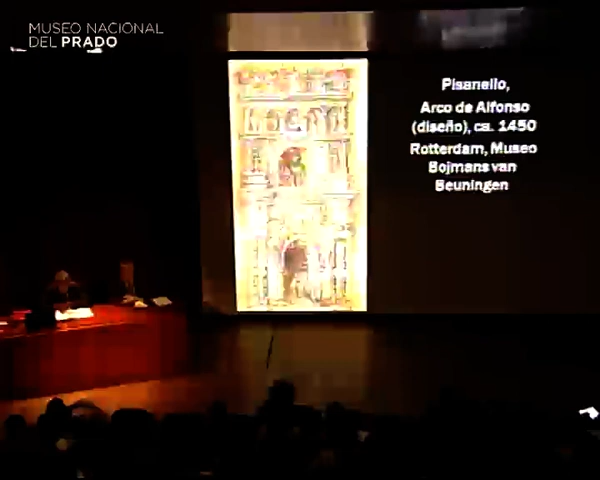 MUSEO NACIONAL
DEL PRADO
Pisanello,
Arco de Alfonso
(diseño), ca. 1450
Rotterdam, Museo
Bojmans van
Beuningen